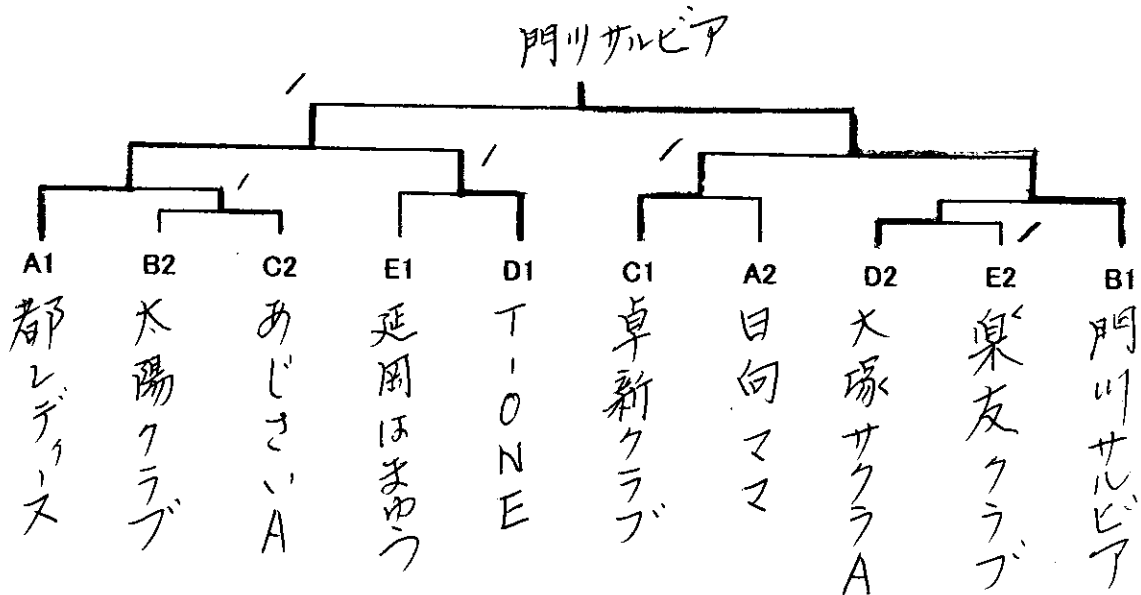 門川サルビア
A1
B2
C2
E1
D1
C1
A2
D2
E2
B1
都レディース
太陽クラブ
あじさいA
延岡はまゆう
T-ONE
卓新クラブ
日向ママ
大塚サクラA
楽友クラブ
門川サルビア